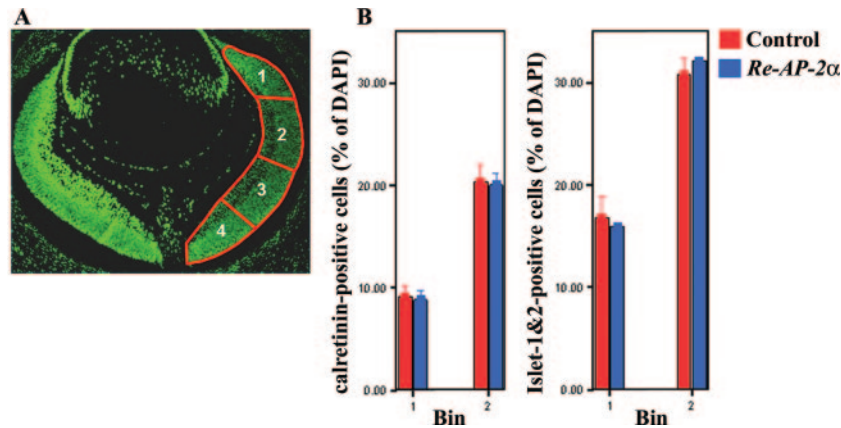 A
1
2
3
4
B
calretinin-positive cells (% of DAPI)
30.00
20.00
10.00
0.00
1
2
Bin
Islet-1&2-positive cells (% of DAPI)
30.00
20.00
10.00
0.00
1
2
Bin
Control
Re-AP-2α